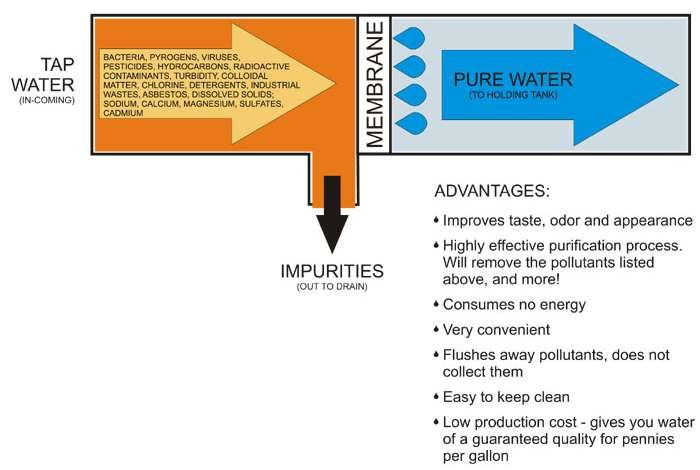 TAP
WATER
(IN-COMING)
BACTERIA, PYROGENS, VIRUSES,
PESTICIDES, HYDROCARBONS, RADIOACTIVE
CONTAMINANTS, TURBIDITY, COLLOIDAL
MATTER, CHLORINE, DETERGENTS, INDUSTRIAL
WASTES, ASBESTOS, DISSOLVED SOLIDS;
SODIUM, CALCIUM, MAGNESIUM, SULFATES,
CADMIUM
MEMBRANE
PURE WATER
(TO HOLDING TANK)
IMPURITIES
(OUT TO DRAIN)
ADVANTAGES:
Improves taste, odor and appearance
Highly effective purification process.
Will remove the pollutants listed
above, and more!
Consumes no energy
Very convenient
Flushes away pollutants, does not
collect them
Easy to keep clean
Low production cost - gives you water
of a guaranteed quality for pennies
per gallon